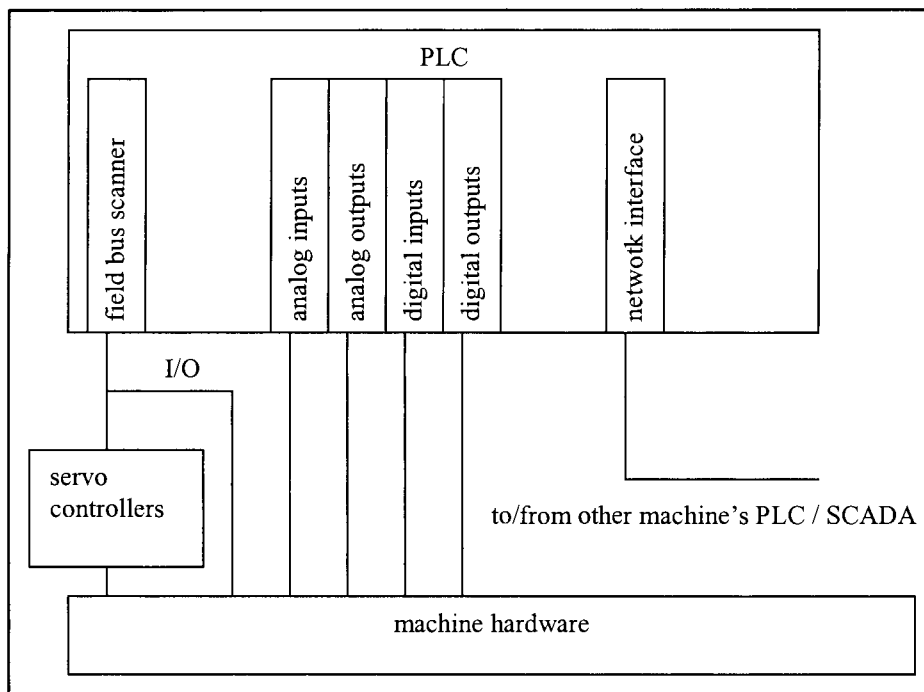 PLC
field bus scanner
analog inputs
analog outputs
digital inputs
digital outputs
netwotk interface
I/O
servo
controllers
to/from other machine's PLC / SCADA
machine hardware